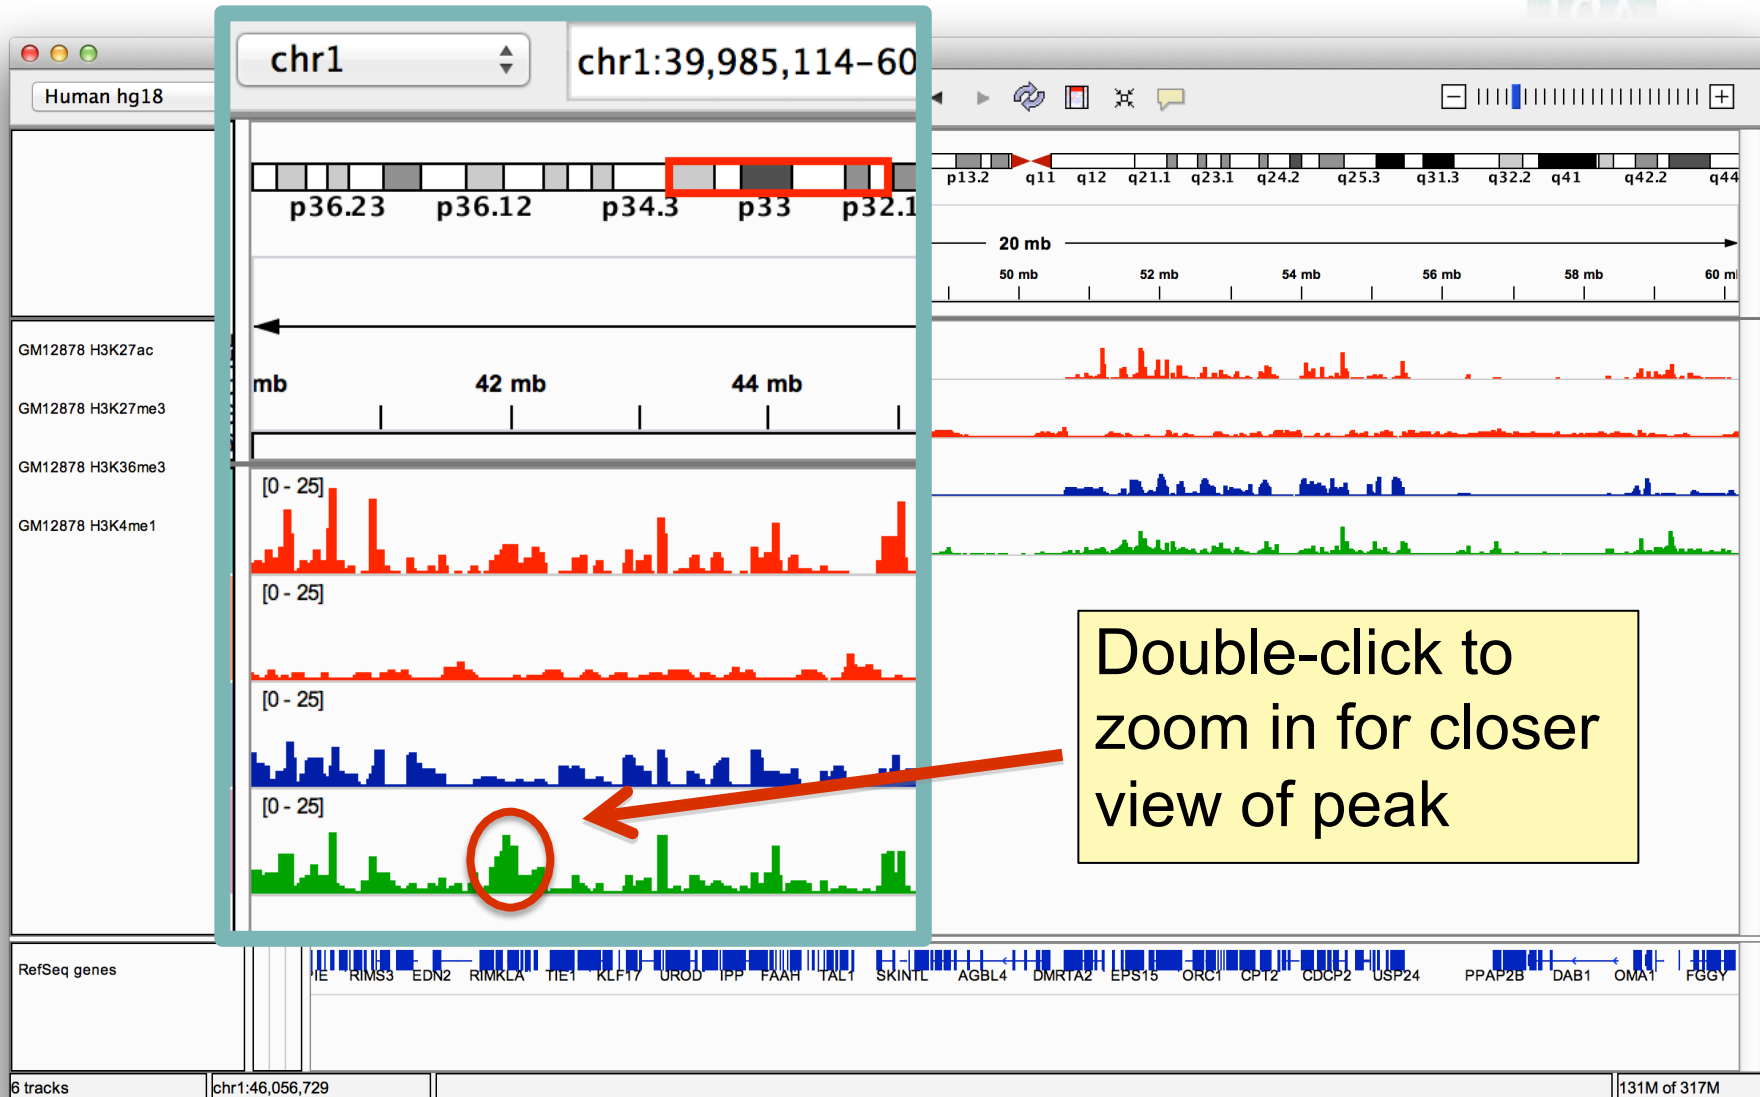 chr1
chr1:39,985,114-60
Human hg18
p36.23 p36.12 p34.3 p33 p32.1
p13.2 q11 q12 q21.1 q23.1 q24.2 q25.3 q31.3 q32.2 q41 q42.2 q44
20 mb
mb 42 mb 44 mb
50 mb 52 mb 54 mb 56 mb 58 mb 60 m
GM12878 H3K27ac
GM12878 H3K27me3
GM12878 H3K36me3
GM12878 H3K4me1
[0 - 25]
[0 - 25]
[0 - 25]
[0 - 25]
Double-click to
zoom in for closer
view of peak
RefSeq genes
RIMS3 EDN2 RIMKLA TIE1 KLF17 UROD IPP FAAH TAL1 SKINTL AGBL4 DMRTA2 EPS15 ORC1 CPT2 CDCP2 USP24 PPAP2B DAB1 OMA1 FGGY
6 tracks chr1:46,056,729 131M of 317M